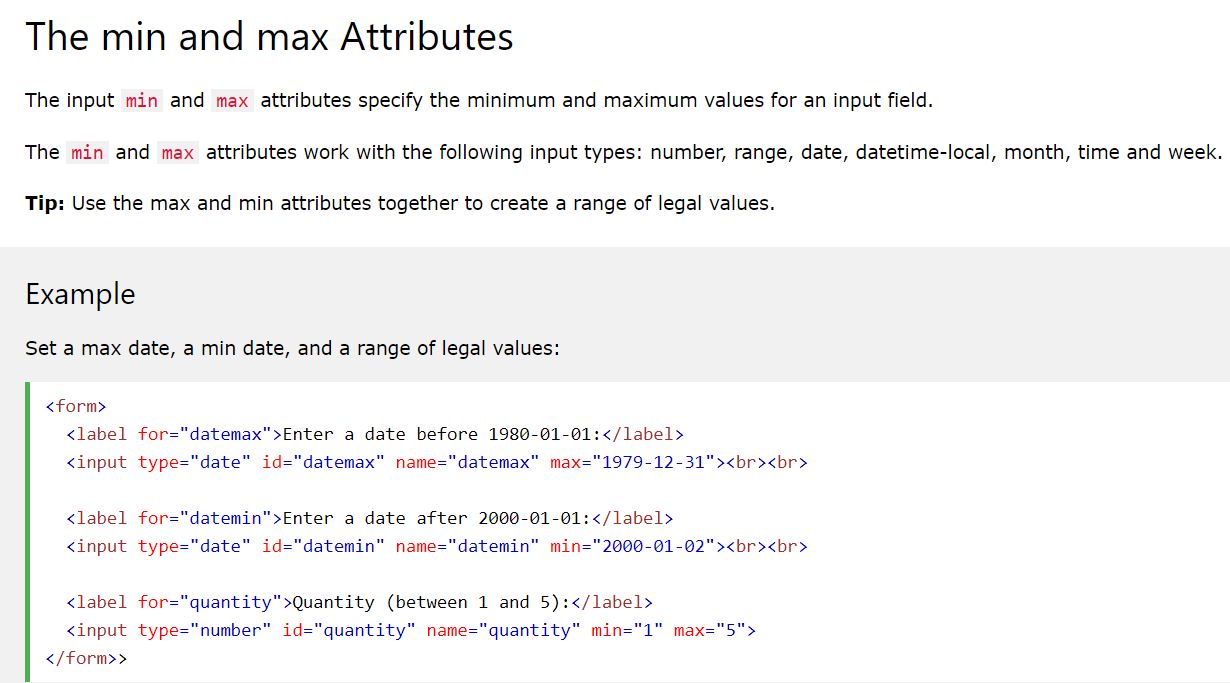 The min and max Attributes
The input min and max attributes specify the minimum and maximum values for an input field.
The min and max attributes work with the following input types: number, range, date, datetime-local, month, time and week.
Tip: Use the max and min attributes together to create a range of legal values.
Example
Set a max date, a min date, and a range of legal values:
<form>
  <label for="datemax">Enter a date before 1980-01-01:</label>
  <input type="date" id="datemax" name="datemax" max="1979-12-31"><br><br>
  <label for="datemin">Enter a date after 2000-01-01:</label>
  <input type="date" id="datemin" name="datemin" min="2000-01-02"><br><br>
  <label for="quantity">Quantity (between 1 and 5):</label>
  <input type="number" id="quantity" name="quantity" min="1" max="5">
</form>>